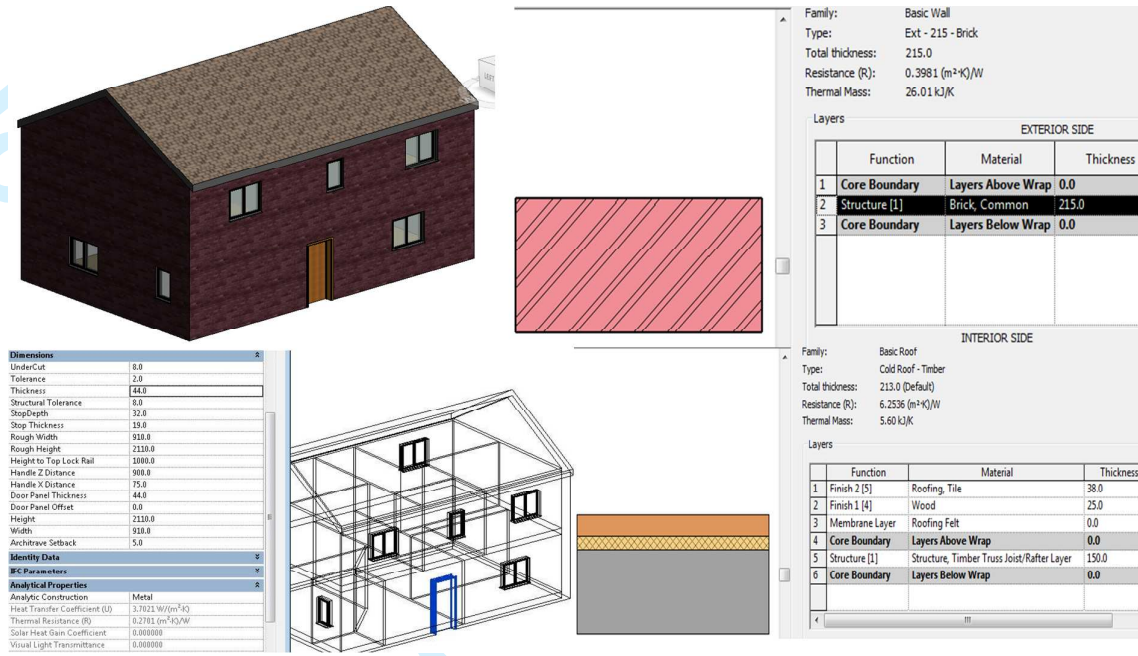 Family: Basic Wall
Type: Ext - 215 - Brick
Total thickness: 215.0
Resistance (R): 0.3981 (m²·K)/W
Thermal Mass: 26.01 kJ/K
Layers
EXTERIOR SIDE
Function Material Thickness
1 Core Boundary Layers Above Wrap 0.0
2 Structure [1] Brick, Common 215.0
3 Core Boundary Layers Below Wrap 0.0
INTERIOR SIDE
Dimensions
UnderCut 8.0
Tolerance 2.0
Thickness 44.0
Structural Tolerance 8.0
StopDepth 32.0
Stop Thickness 19.0
Rough Width 910.0
Rough Height 2110.0
Height to Top Lock Rail 1000.0
Handle Z Distance 900.0
Handle X Distance 75.0
Door Panel Thickness 44.0
Door Panel Offset 0.0
Height 2110.0
Width 910.0
Architrave Setback 5.0
Identity Data
IFC Parameters
Analytical Properties
Analytic Construction Metal
Heat Transfer Coefficient (U) 3.7021 W/(m²·K)
Thermal Resistance (R) 0.2701 (m²·K)/W
Solar Heat Gain Coefficient 0.000000
Visual Light Transmittance 0.000000
Family: Basic Roof
Type: Cold Roof - Timber
Total thickness: 213.0 (Default)
Resistance (R): 6.2536 (m²·K)/W
Thermal Mass: 5.60 kJ/K
Layers
Function Material Thickness
1 Finish 2 [5] Roofing, Tile 38.0
2 Finish 1 [4] Wood 25.0
3 Membrane Layer Roofing Felt 0.0
4 Core Boundary Layers Above Wrap 0.0
5 Structure [1] Structure, Timber Truss Joist/Rafter Layer 150.0
6 Core Boundary Layers Below Wrap 0.0